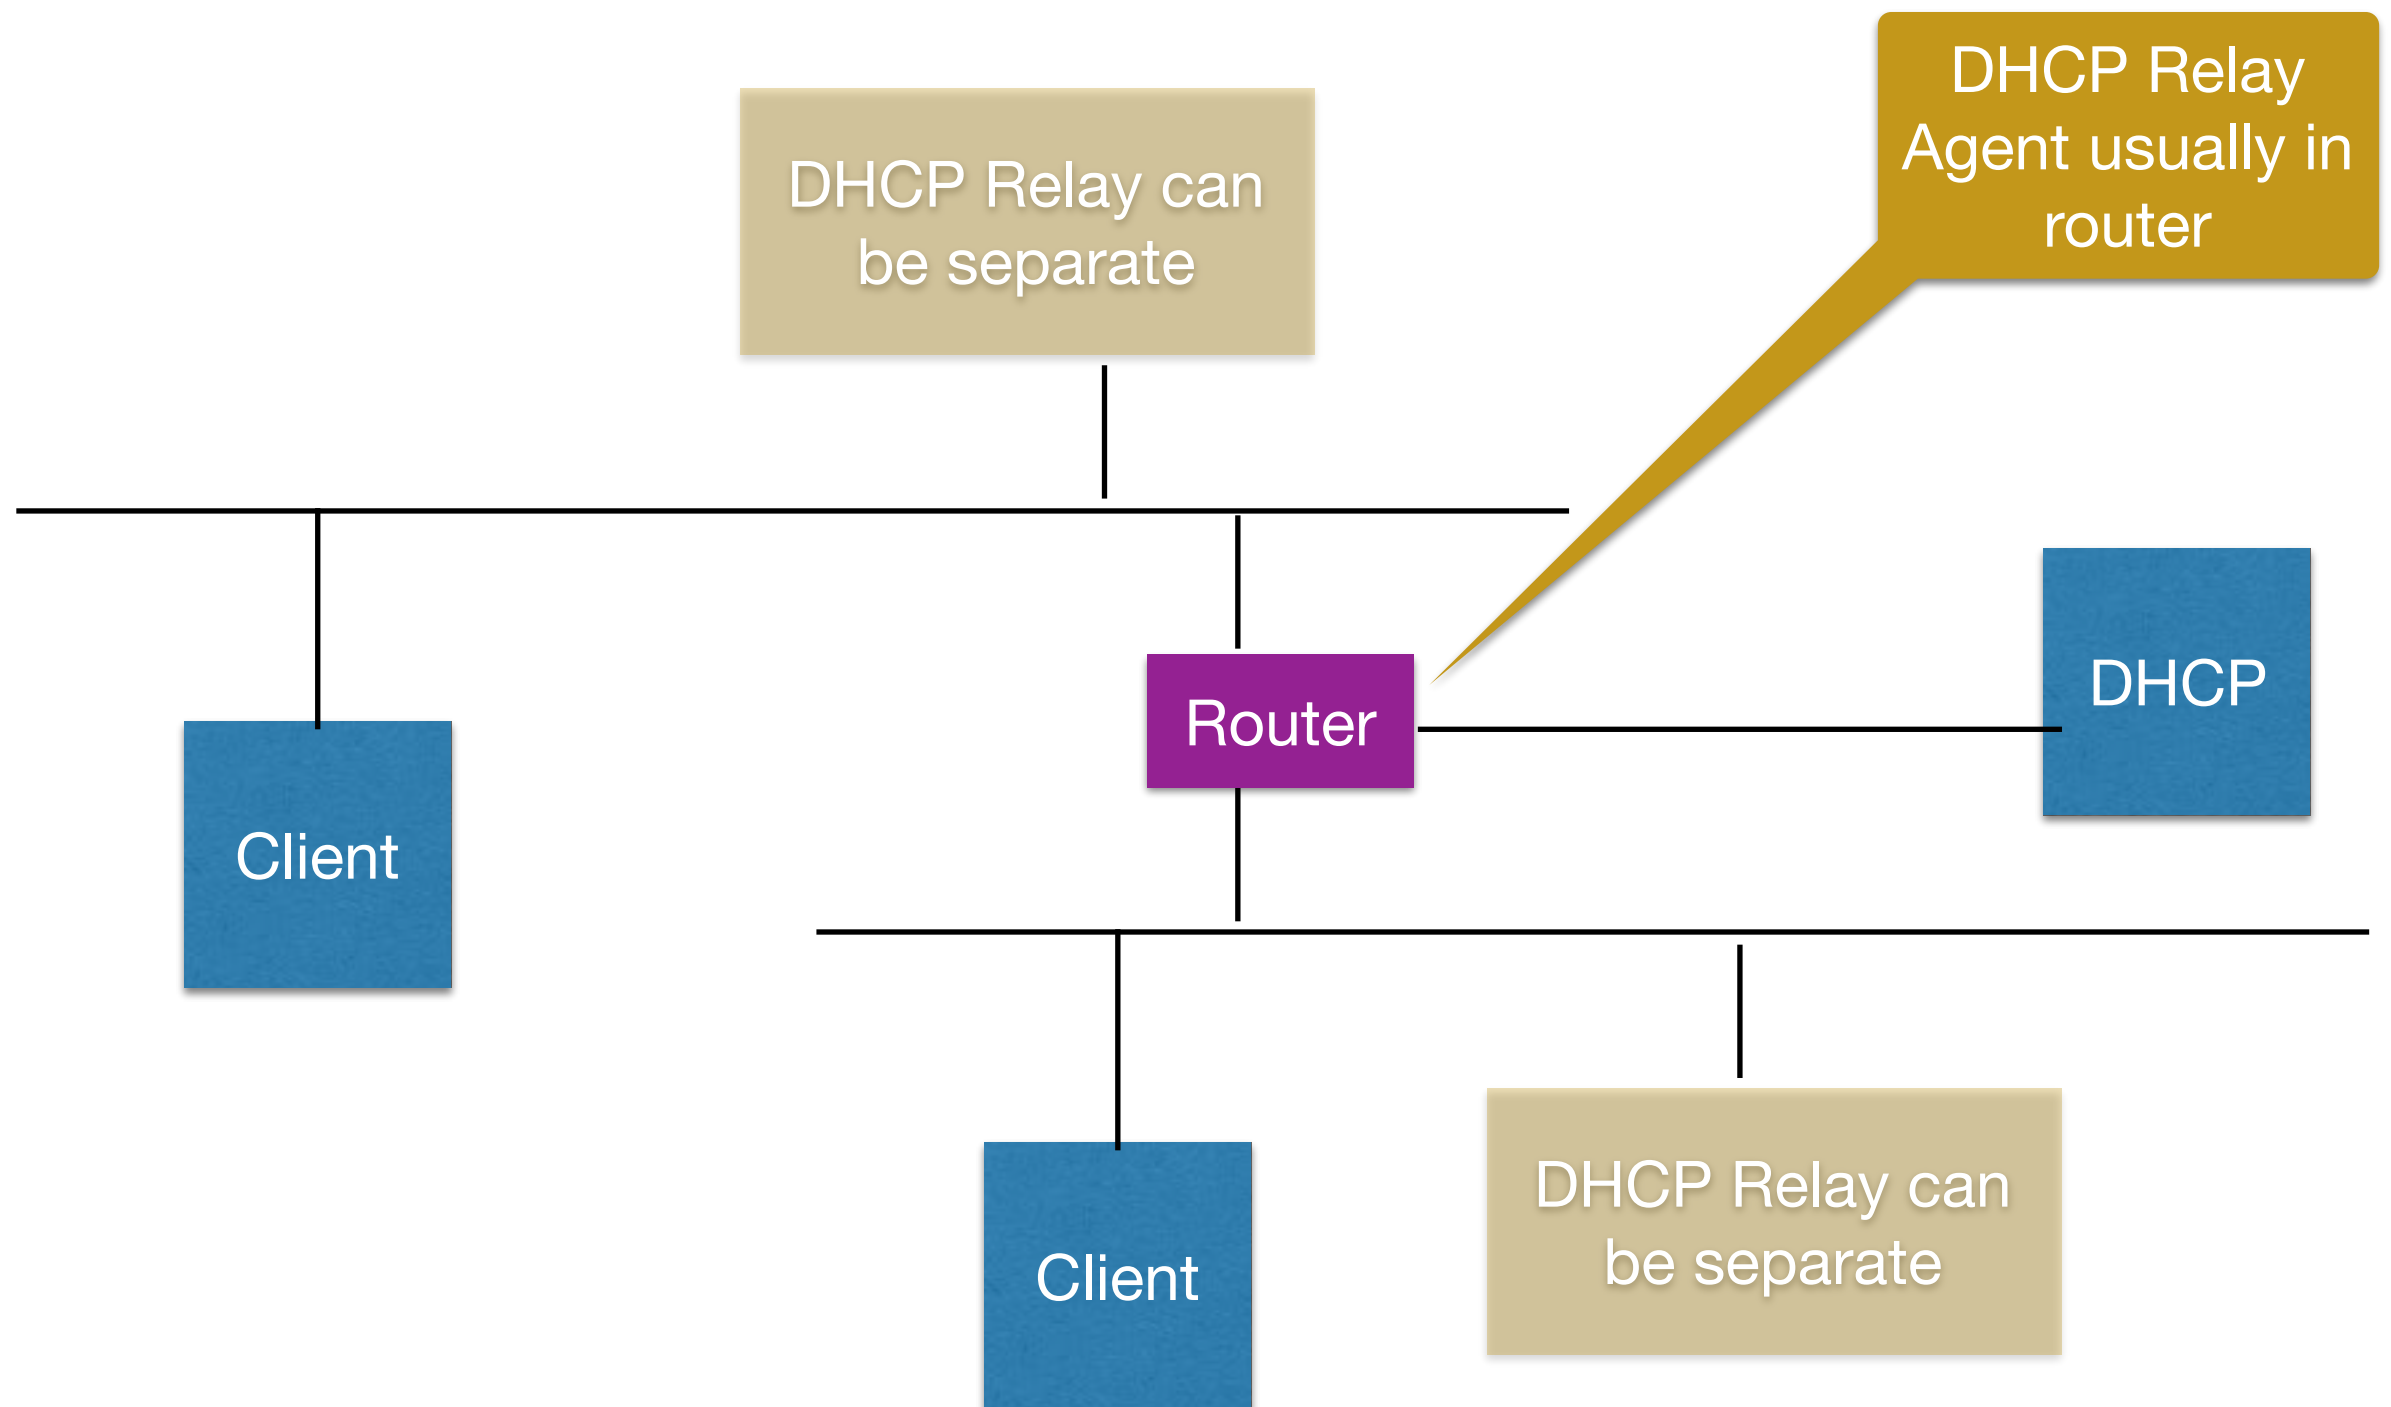 DHCP Relay
Agent usually in
router
DHCP Relay can
be separate
DHCP
Router
Client
DHCP Relay can
be separate
Client